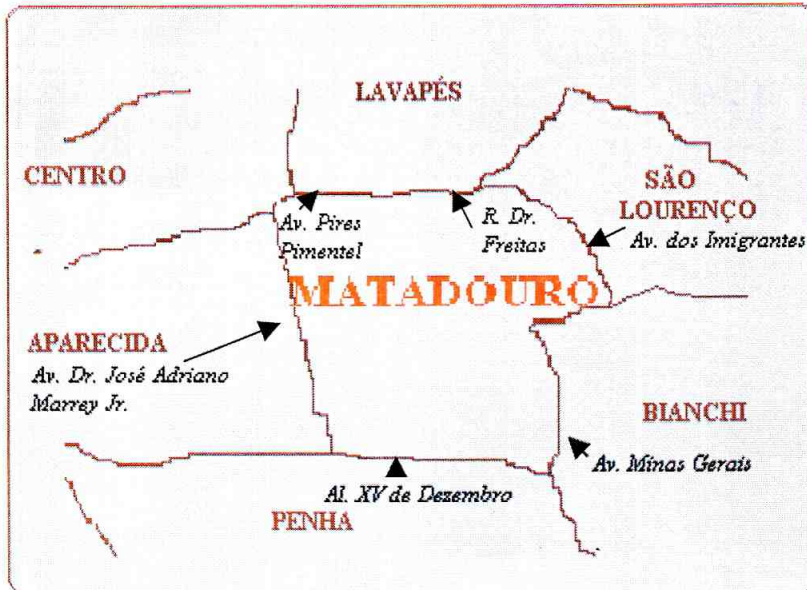 LAVAPÉS
CENTRO
SÃO
LOURENÇO
Av. Pires
Pimentel
R. Dr.
Freitas
Av. dos Imigrantes
MATADOURO
APARECIDA
Av. Dr. José Adriano
Marrey Jr.
BIANCHI
Av. Minas Gerais
Al. XV de Dezembro
PENHA